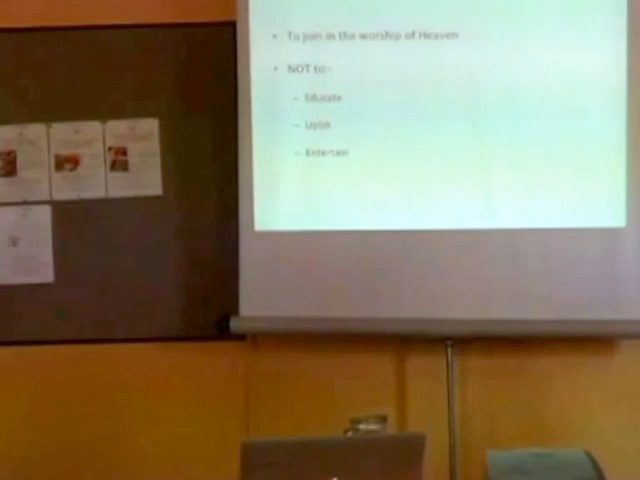 • To join in the worship of Heaven
• NOT to:-
– Educate
– Uplift
– Entertain